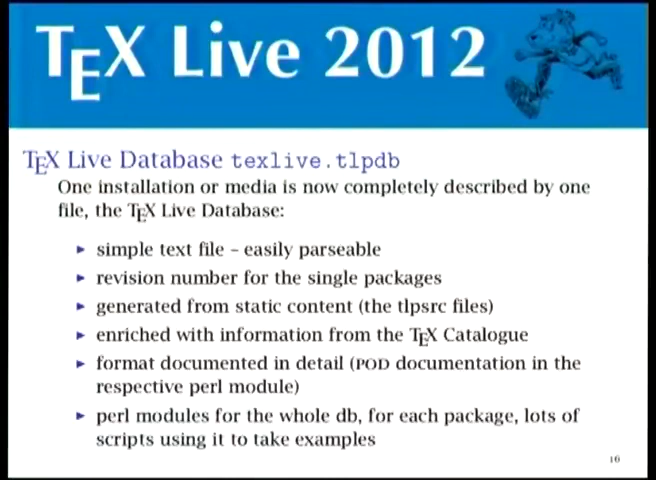 TEX Live 2012
TEX Live Database texlive.tlpdb
One installation or media is now completely described by one
file, the TEX Live Database:
► simple text file – easily parseable
► revision number for the single packages
► generated from static content (the tlpsrc files)
► enriched with information from the TEX Catalogue
► format documented in detail (POD documentation in the
respective perl module)
► perl modules for the whole db, for each package, lots of
scripts using it to take examples
16